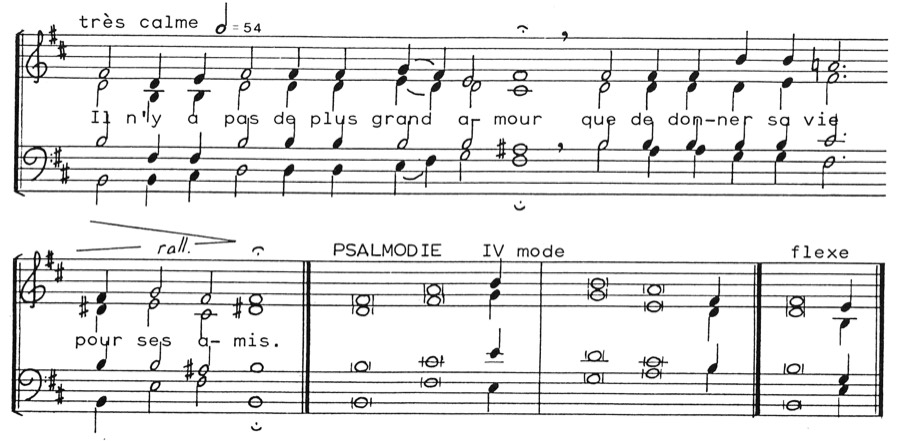 très calme 𝅗𝅥 = 54
Il n'y a pas de plus grand a- mour que de don-ner sa vie
rall.
PSALMODIE IV mode flexe
pour ses a- mis.